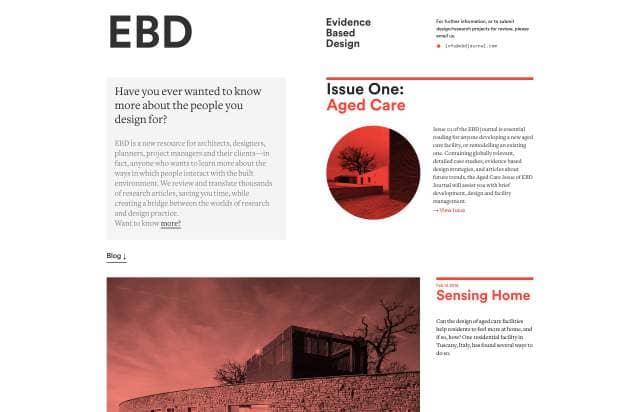 EBD
Evidence
Based
Design
For further information, or to submit
design/research projects for review, please
email us.
info@ebdjournal.com
Have you ever wanted to know
more about the people you
design for?
EBD is a new resource for architects, designers,
planners, project managers and their clients—in
fact, anyone who wants to learn more about the
ways in which people interact with the built
environment. We review and translate thousands
of research articles, saving you time, while
creating a bridge between the worlds of research
and design practice.
Want to know more?
Issue One:
Aged Care
Issue 01 of the EBD Journal is essential
reading for anyone developing a new aged
care facility, or remodelling an existing
one. Containing globally relevant,
detailed case studies, evidence based
design strategies, and articles about
future trends, the Aged Care Issue of EBD
Journal will assist you with brief
development, design and facility
management.
→ View Issue
Blog ↓
Sensing Home
Can the design of aged care facilities
help residents to feel more at home, and
if so, how? One residential facility in
Tuscany, Italy, has found several ways to
do so.